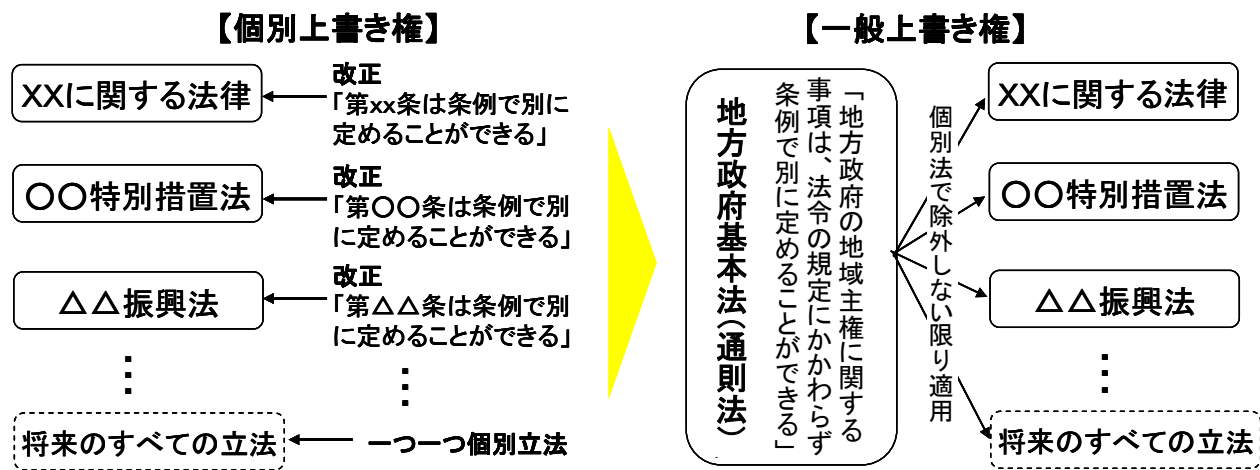 【個別上書き権】
XXに関する法律
改正
「第xx条は条例で別に
定めることができる」
〇〇特別措置法
改正
「第〇〇条は条例で別
に定めることができる」
△△振興法
改正
「第△△条は条例で別
に定めることができる」
⋮
⋮
将来のすべての立法
一つ一つ個別立法
【一般上書き権】
「地方政府の地域主権に関する
事項は、法令の規定にかかわらず
条例で別に定めることができる」
地方政府基本法(通則法)
個別法で除外しない限り適用
XXに関する法律
〇〇特別措置法
△△振興法
⋮
将来のすべての立法